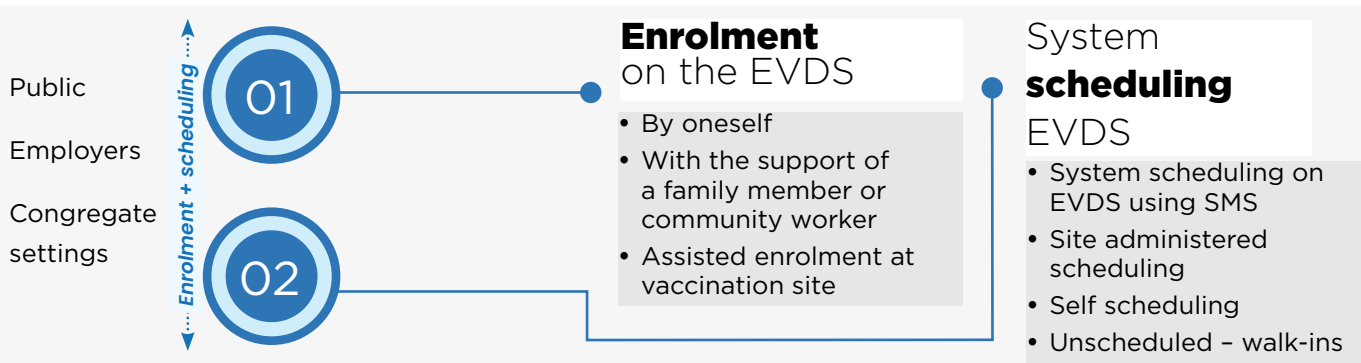 Public
Employers
Congregate
settings
Enrolment + scheduling
01
02
Enrolment
on the EVDS
• By oneself
• With the support of
a family member or
community worker
• Assisted enrolment at
vaccination site
System
scheduling
EVDS
• System scheduling on
EVDS using SMS
• Site administered
scheduling
• Self scheduling
• Unscheduled – walk-ins